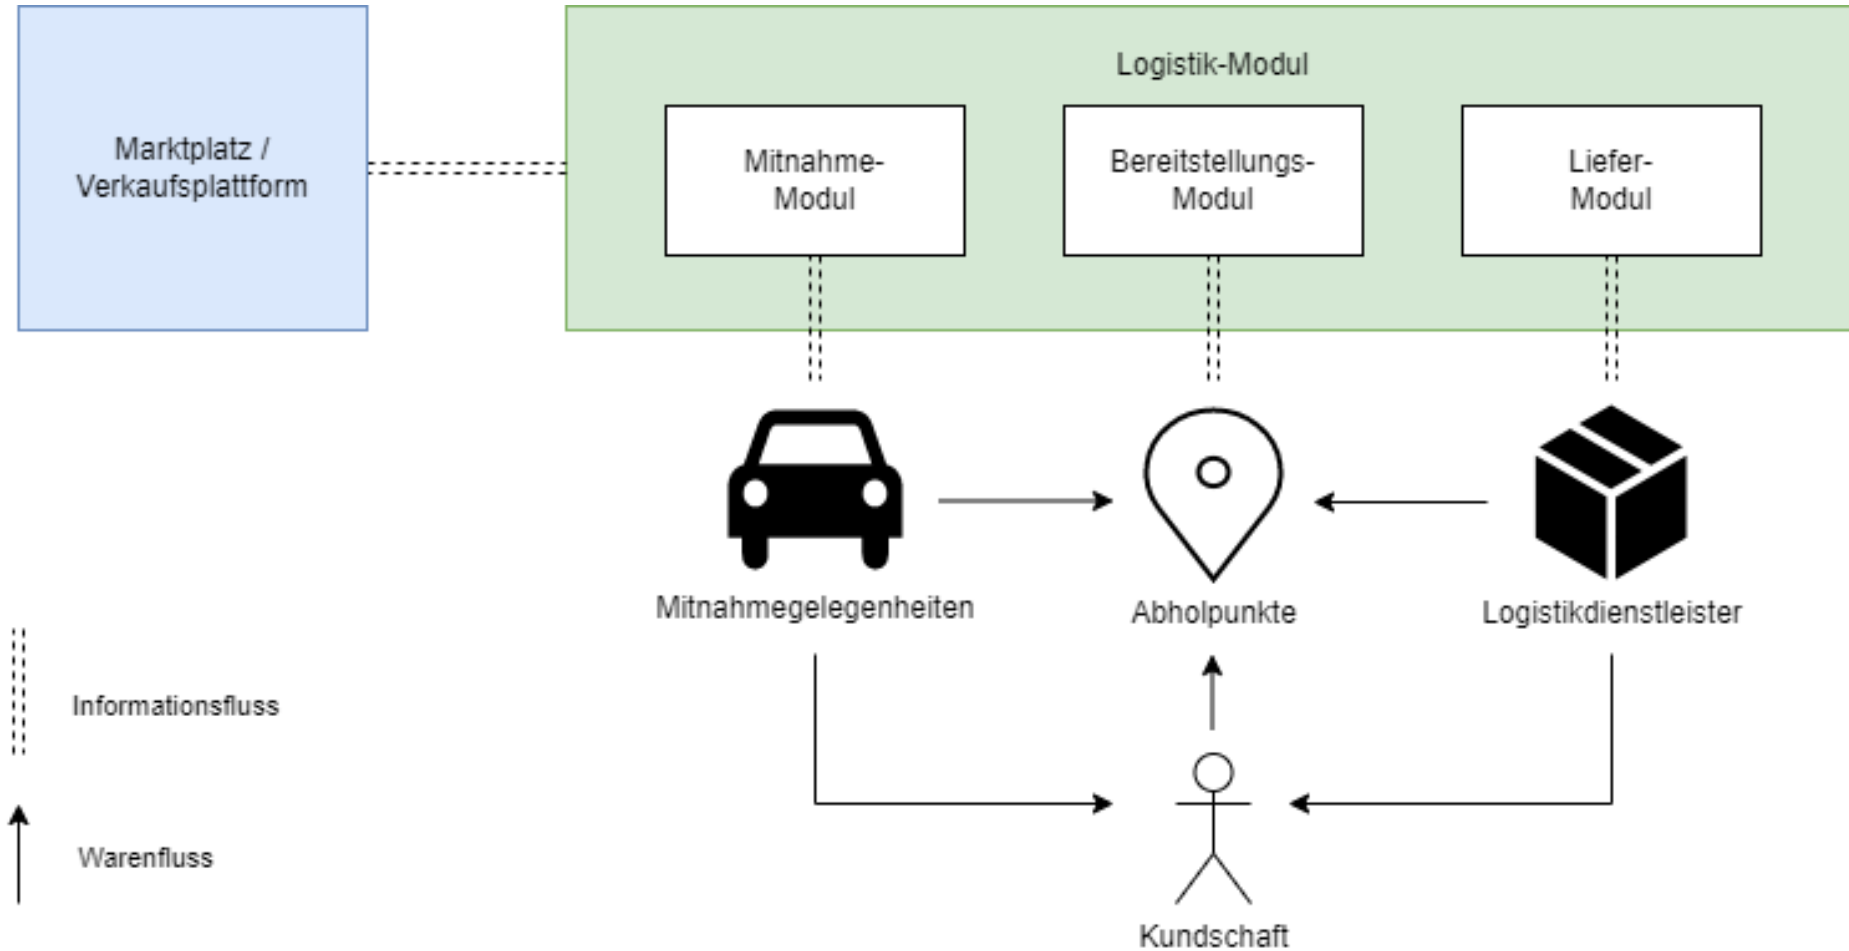 Logistik-Modul
Marktplatz /
Verkaufsplattform
Mitnahme-
Modul
Bereitstellungs-
Modul
Liefer-
Modul
Mitnahmegelegenheiten
Abholpunkte
Logistikdienstleister
Informationsfluss
Warenfluss
Kundschaft